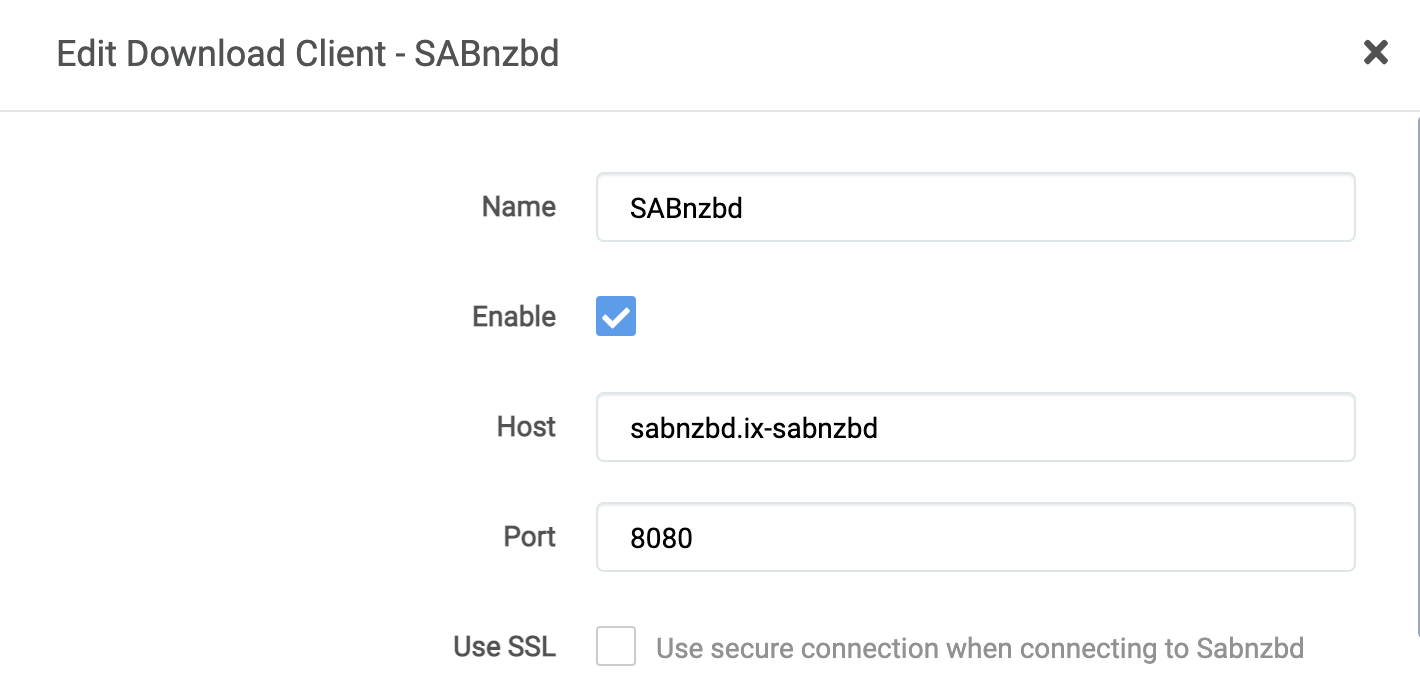 Edit Download Client - SABnzbd
Name SABnzbd
Enable
Host sabnzbd.ix-sabnzbd
Port 8080
Use SSL Use secure connection when connecting to Sabnzbd